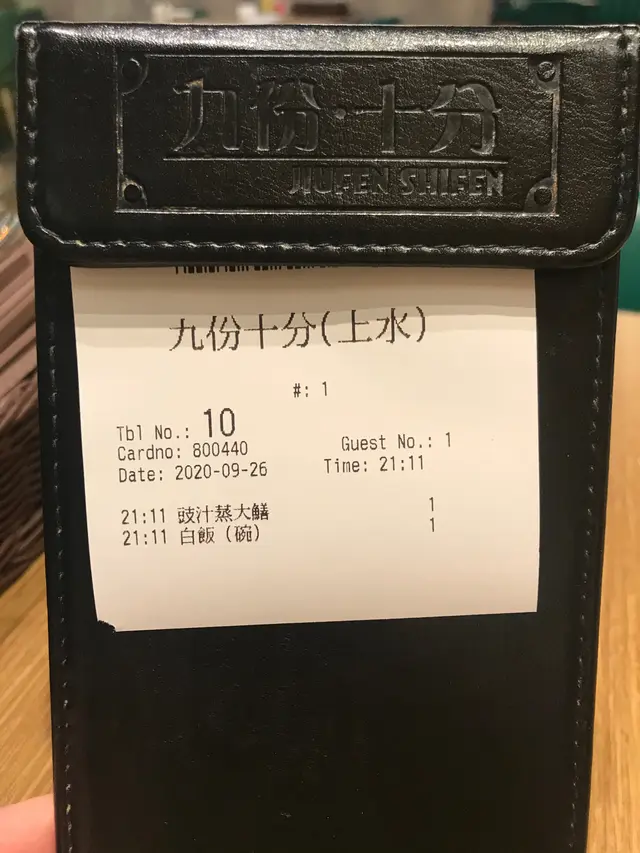 九份·十分
JIUFEN SHIFEN
九份十分(上水)
#: 1
Tbl No.: 10
Cardno: 800440 Guest No.: 1
Date: 2020-09-26 Time: 21:11
21:11 豉汁蒸大鱔 1
21:11 白飯（碗） 1